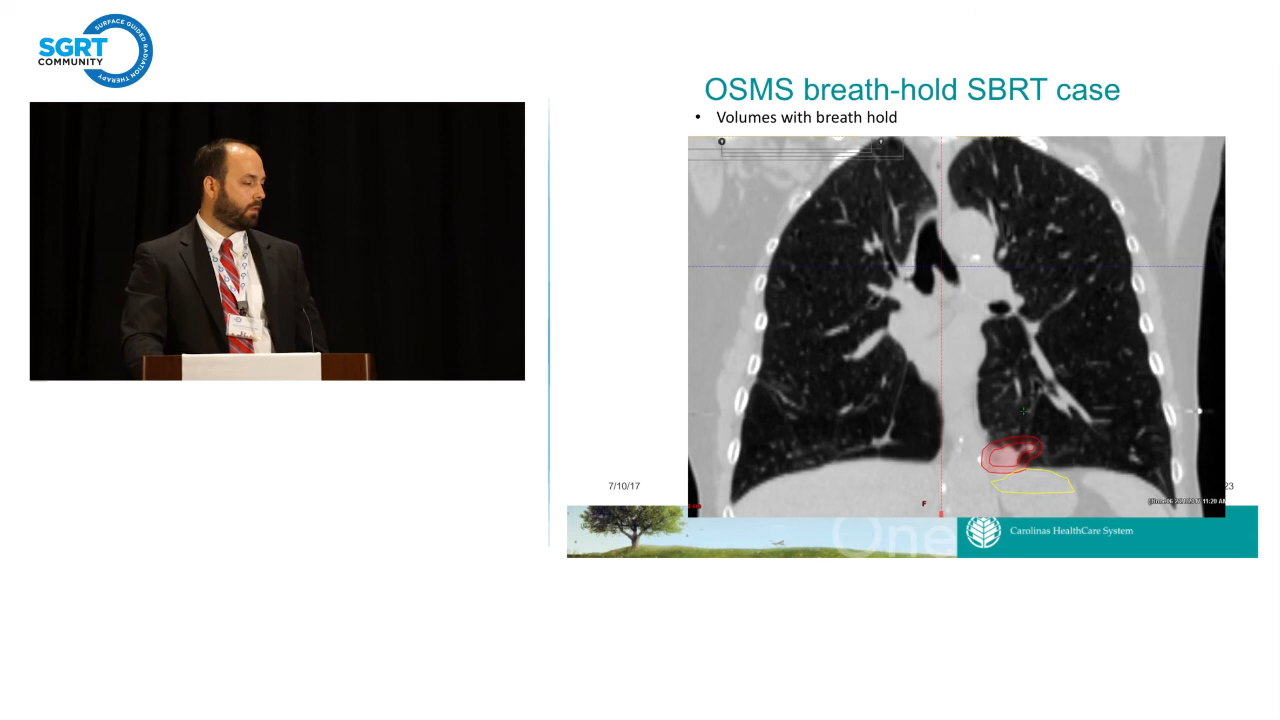 SURFACE GUIDED
SGRT
COMMUNITY
RADIATION THERAPY
OSMS breath-hold SBRT case
• Volumes with breath hold
F
7/10/17
23
One
Carolinas HealthCare System